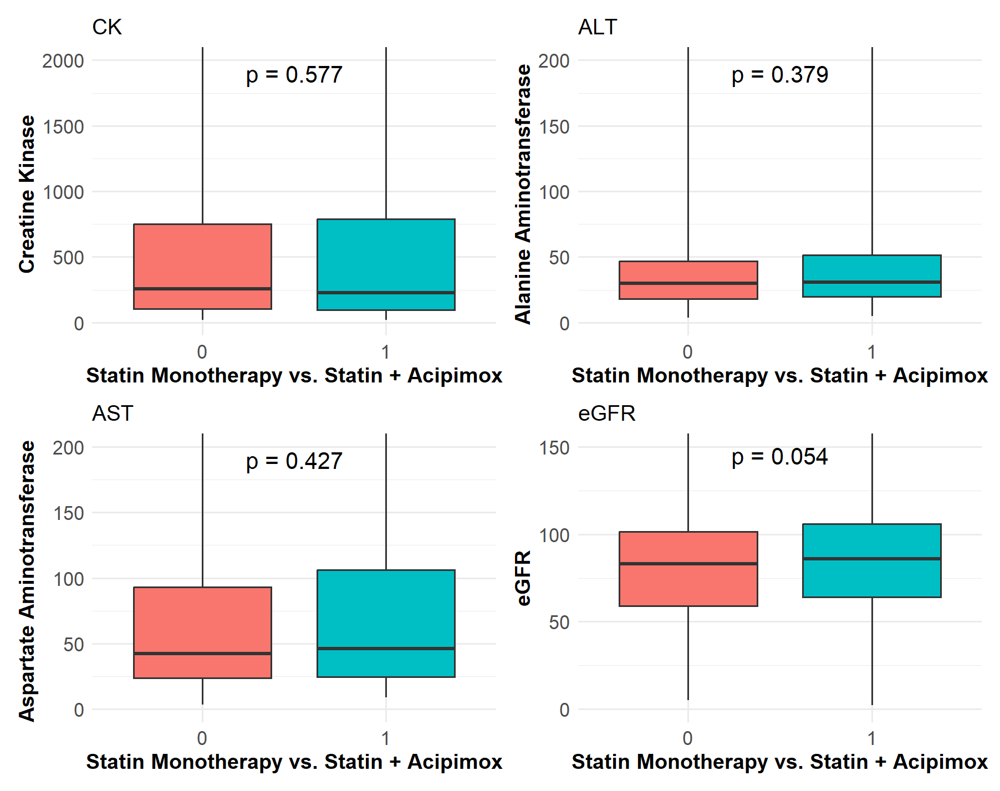 CK
2000
1500
1000
500
0
p = 0.577
Creatine Kinase
0 1
Statin Monotherapy vs. Statin + Acipimox
ALT
200
150
100
50
0
p = 0.379
Alanine Aminotransferase
0 1
Statin Monotherapy vs. Statin + Acipimox
AST
200
150
100
50
0
p = 0.427
Aspartate Aminotransferase
0 1
Statin Monotherapy vs. Statin + Acipimox
eGFR
150
100
50
0
p = 0.054
eGFR
0 1
Statin Monotherapy vs. Statin + Acipimox